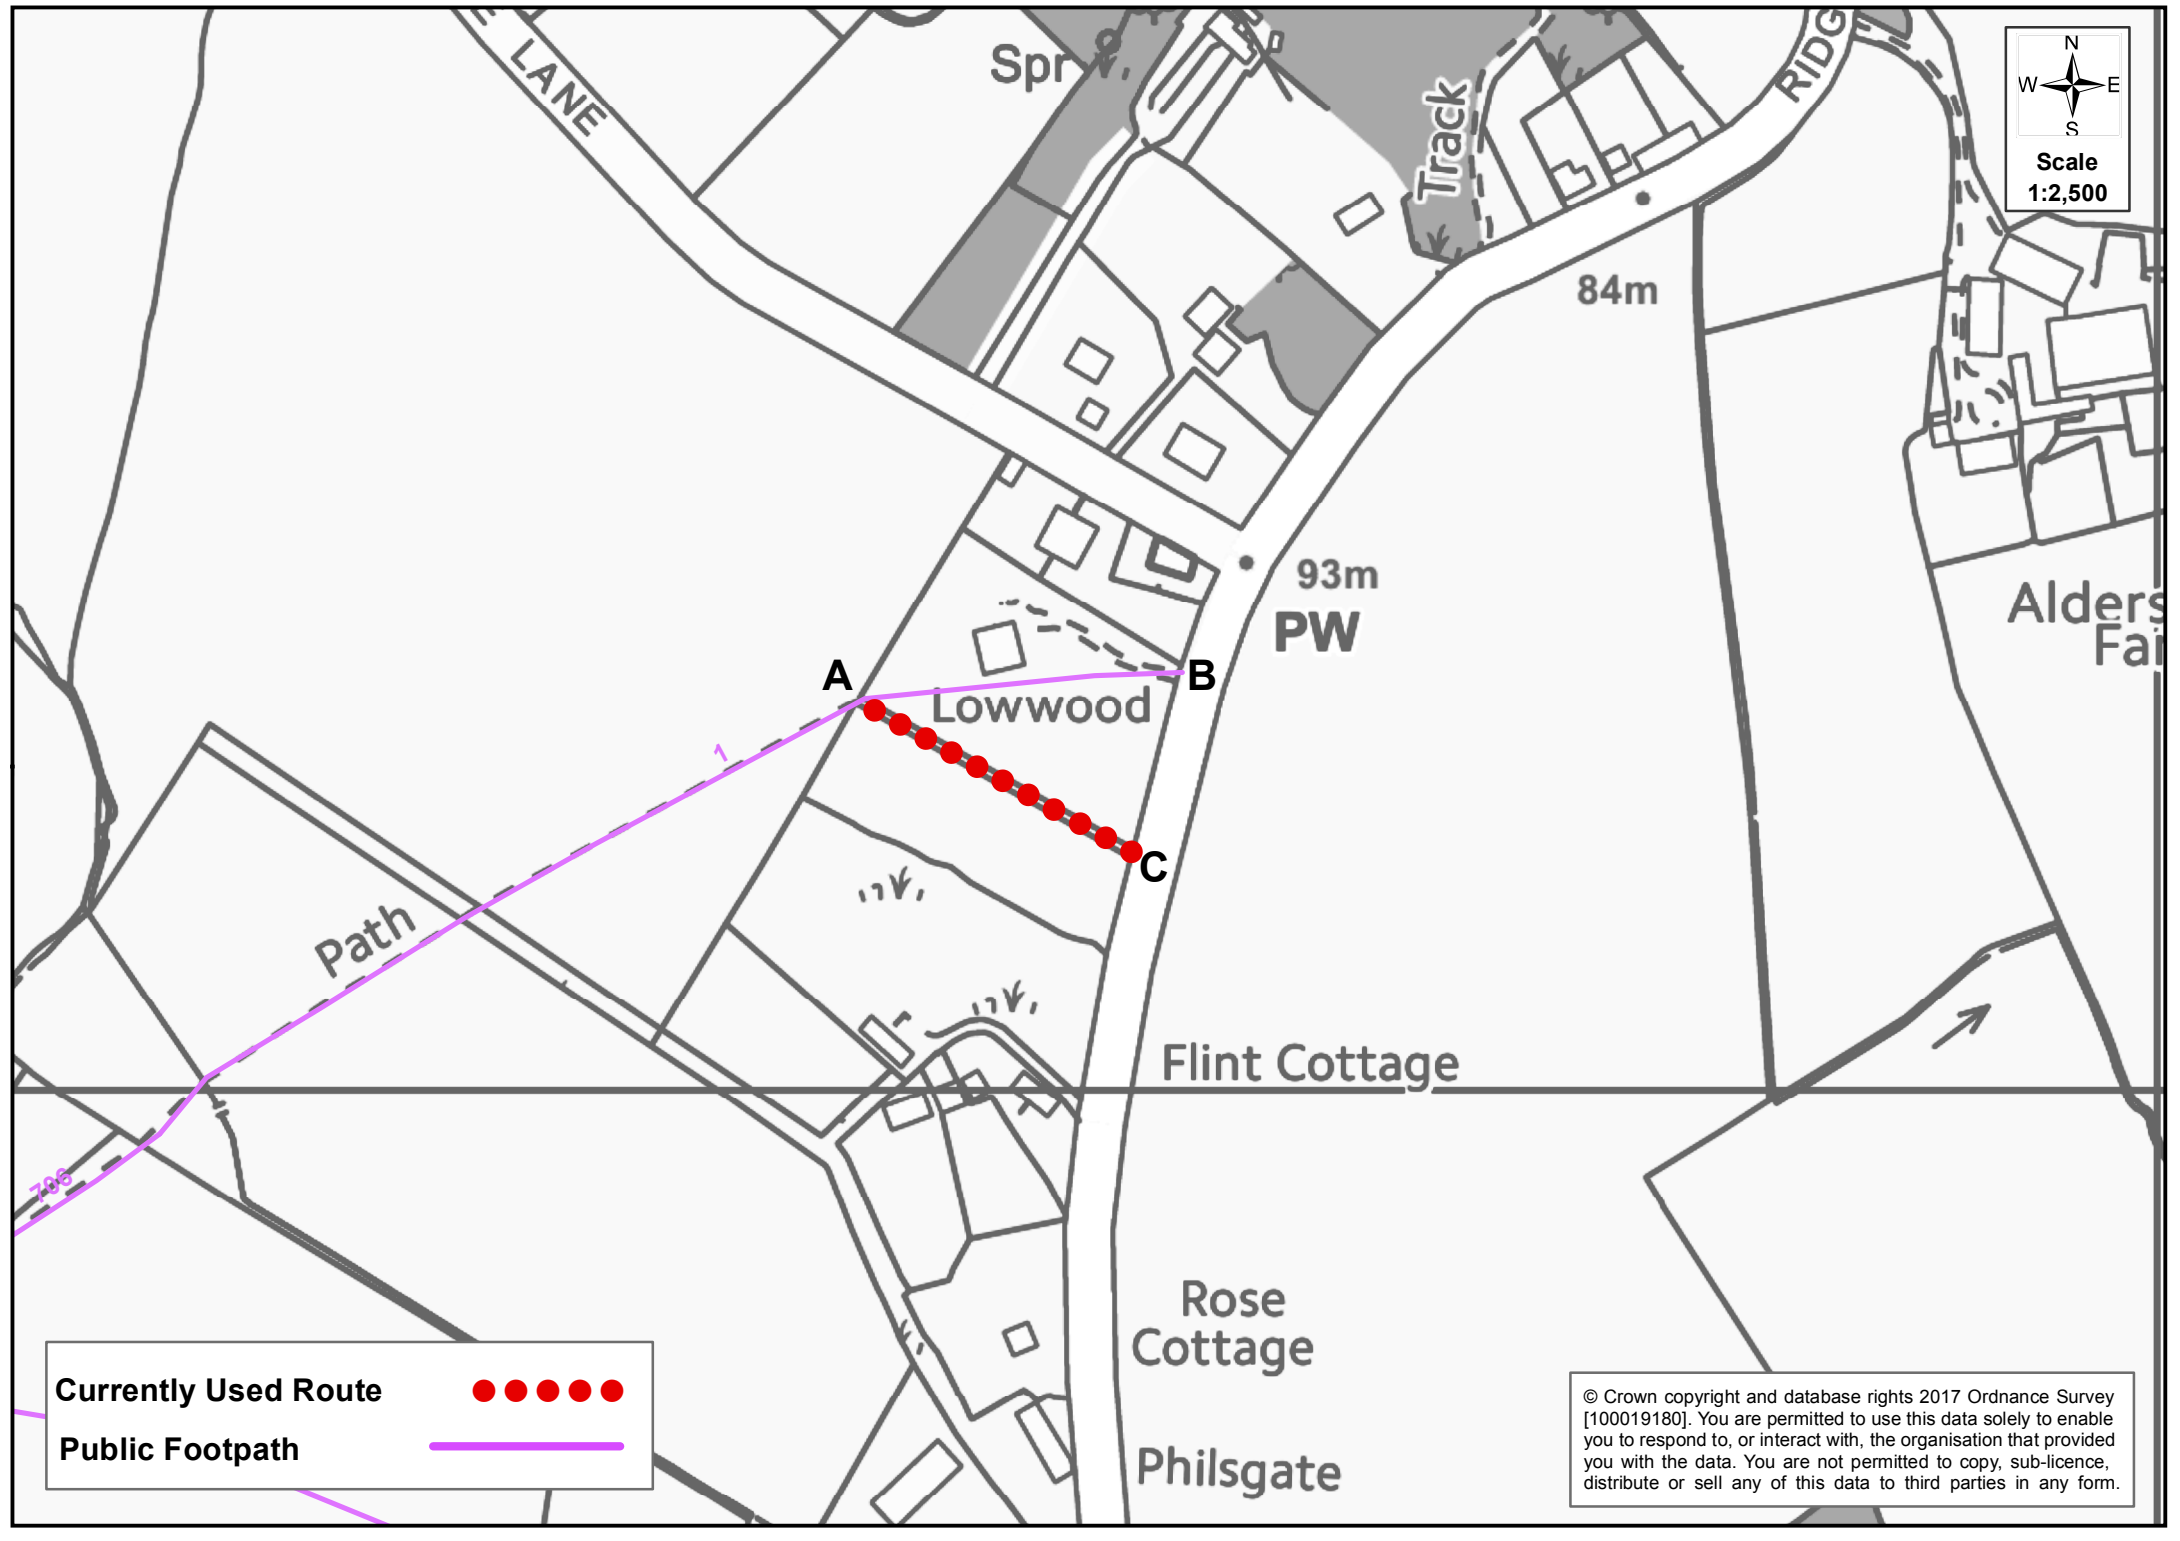 E LANE
Spr
Track
RIDG
N
W E
S
Scale
1:2,500
84m
93m
PW
Alders
Fai
A
B
Lowwood
1
C
Path
Flint Cottage
706
Rose
Cottage
Philsgate
Currently Used Route
Public Footpath
© Crown copyright and database rights 2017 Ordnance Survey
[100019180]. You are permitted to use this data solely to enable
you to respond to, or interact with, the organisation that provided
you with the data. You are not permitted to copy, sub-licence,
distribute or sell any of this data to third parties in any form.